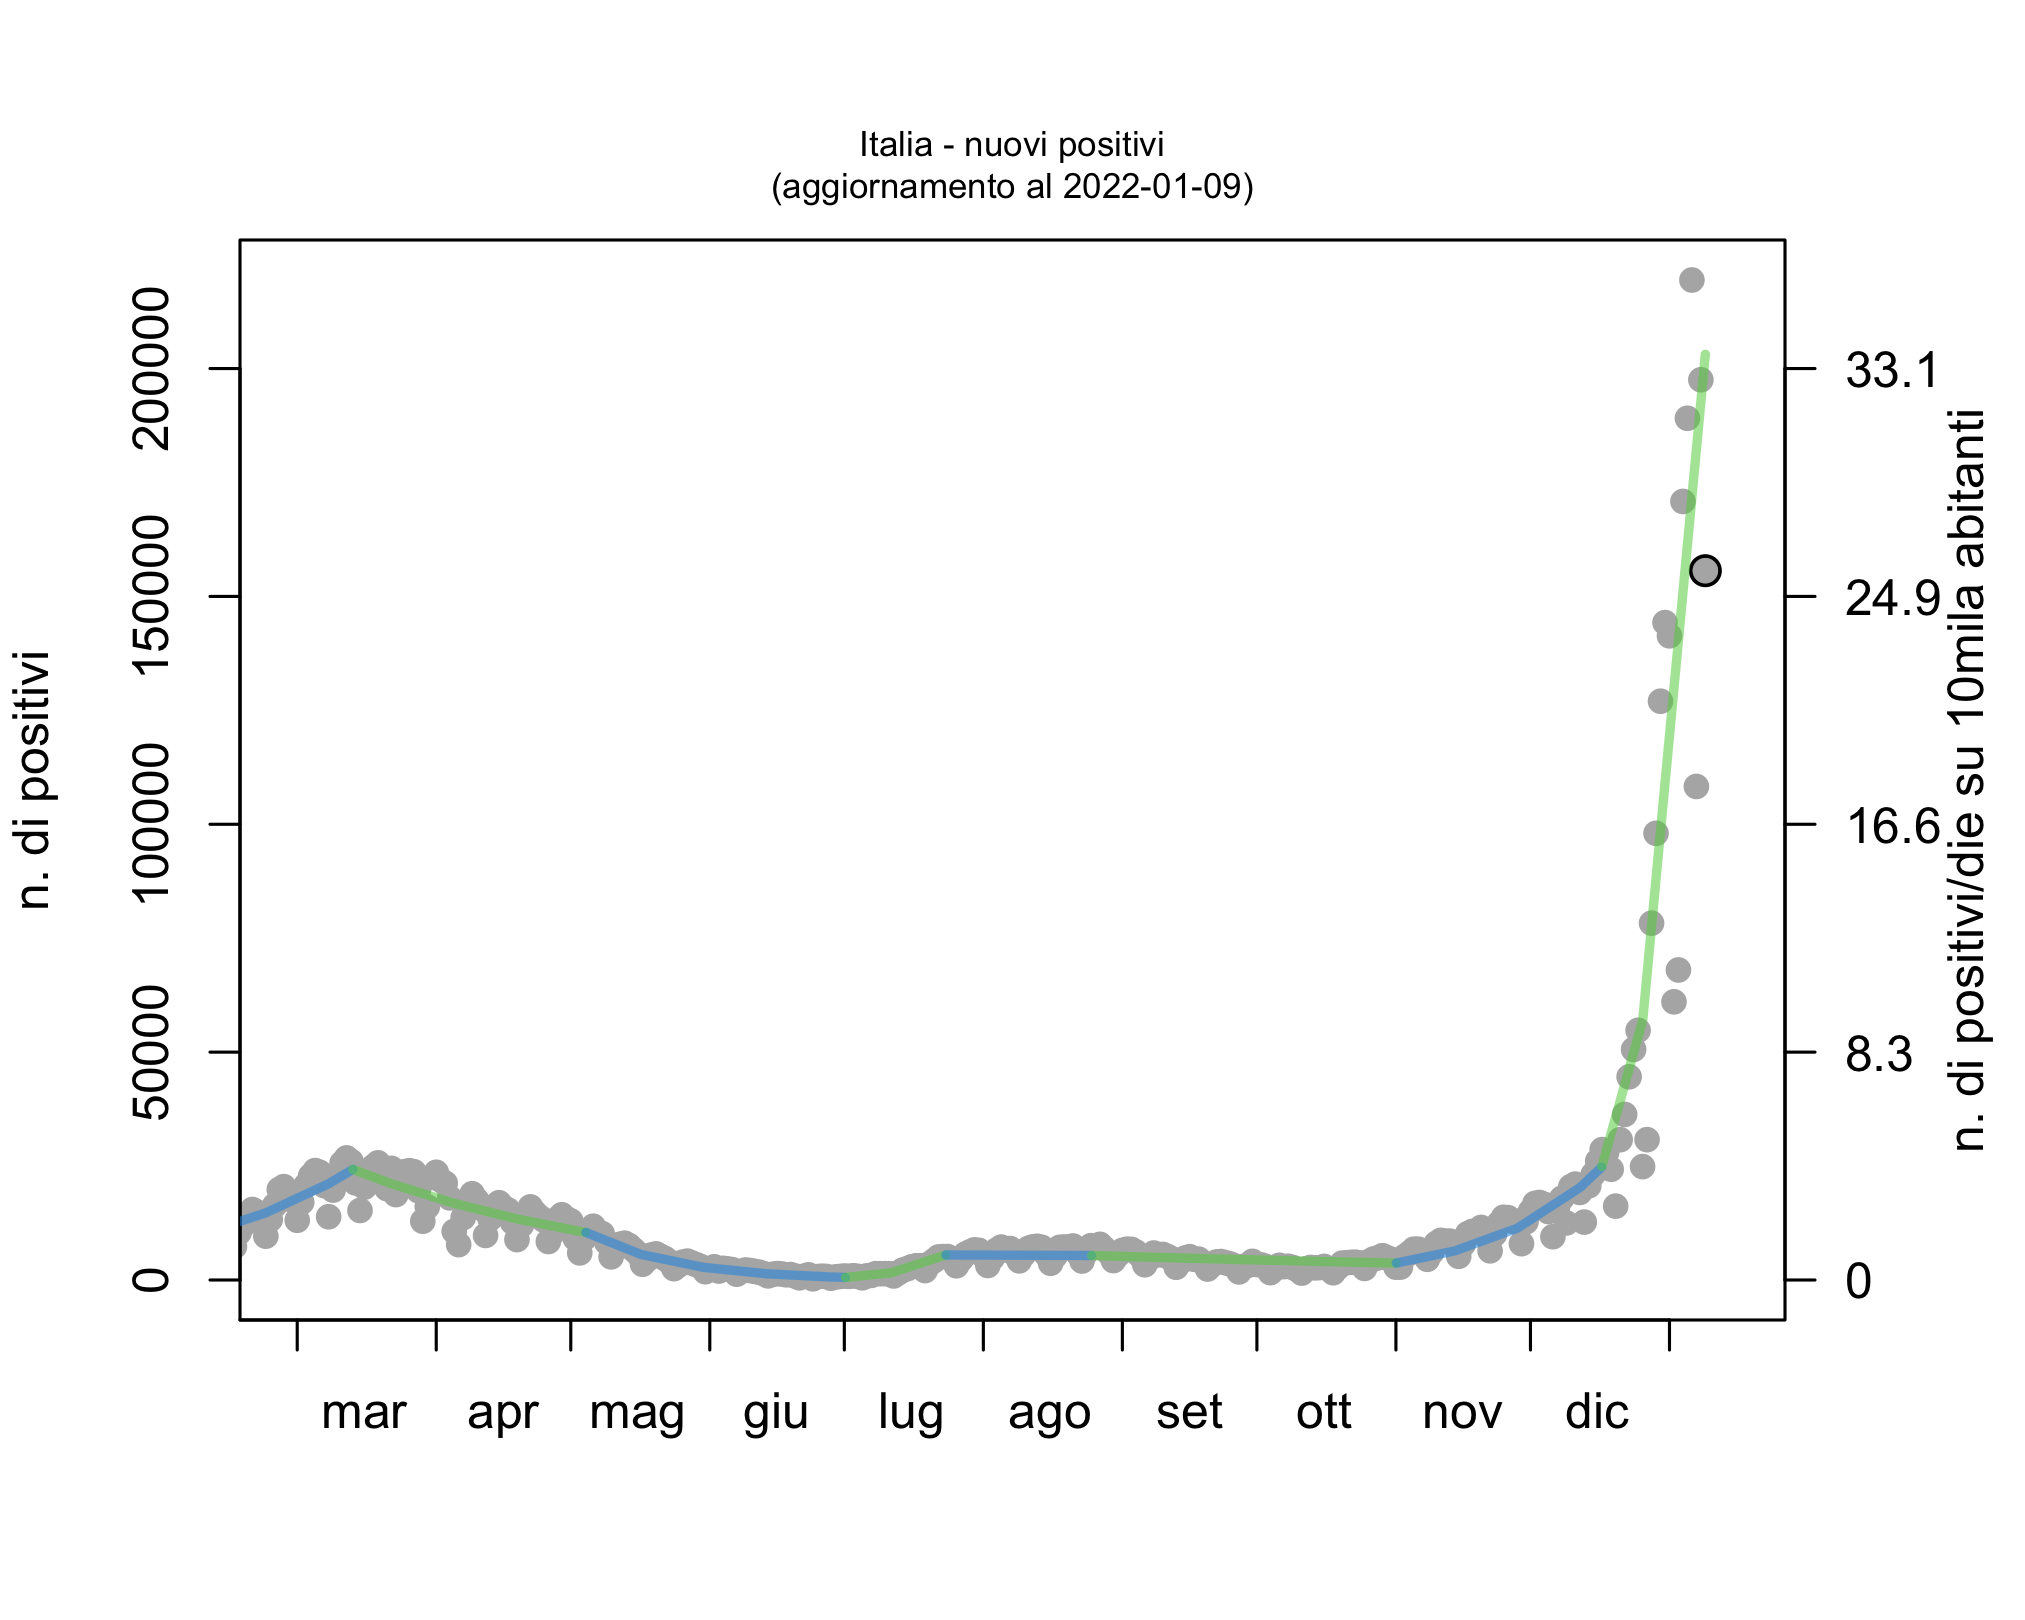 Italia - nuovi positivi
(aggiornamento al 2022-01-09)
n. di positivi
200000
150000
100000
50000
0
33.1
24.9
16.6
8.3
0
n. di positivi/die su 10mila abitanti
mar apr mag giu lug ago set ott nov dic